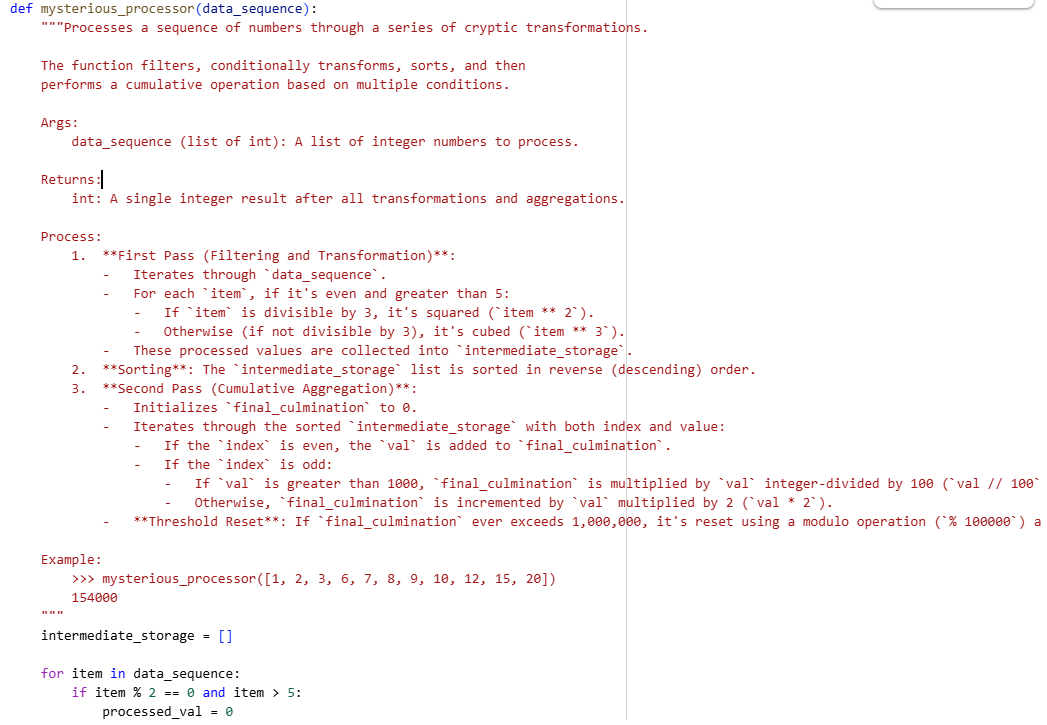 def mysterious_processor(data_sequence):
    """Processes a sequence of numbers through a series of cryptic transformations.

    The function filters, conditionally transforms, sorts, and then
    performs a cumulative operation based on multiple conditions.

    Args:
        data_sequence (list of int): A list of integer numbers to process.

    Returns:
        int: A single integer result after all transformations and aggregations.

    Process:
        1.  **First Pass (Filtering and Transformation)**:
            -   Iterates through `data_sequence`.
            -   For each `item`, if it's even and greater than 5:
                -   If `item` is divisible by 3, it's squared (`item ** 2`).
                -   Otherwise (if not divisible by 3), it's cubed (`item ** 3`).
            -   These processed values are collected into `intermediate_storage`.
        2.  **Sorting**: The `intermediate_storage` list is sorted in reverse (descending) order.
        3.  **Second Pass (Cumulative Aggregation)**:
            -   Initializes `final_culmination` to 0.
            -   Iterates through the sorted `intermediate_storage` with both index and value:
                -   If the `index` is even, the `val` is added to `final_culmination`.
                -   If the `index` is odd:
                    -   If `val` is greater than 1000, `final_culmination` is multiplied by `val` integer-divided by 100 (`val // 100`
                    -   Otherwise, `final_culmination` is incremented by `val` multiplied by 2 (`val * 2`).
            -   **Threshold Reset**: If `final_culmination` ever exceeds 1,000,000, it's reset using a modulo operation (`% 100000`) a

    Example:
        >>> mysterious_processor([1, 2, 3, 6, 7, 8, 9, 10, 12, 15, 20])
        154000
    """
    intermediate_storage = []

    for item in data_sequence:
        if item % 2 == 0 and item > 5:
            processed_val = 0